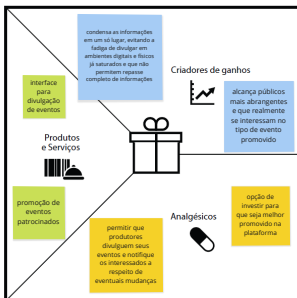 condensa as informações
em um só lugar, evitando a
fadiga de divulgar em
ambientes digitais e físicos
já saturados e que não
permitem repasse
completo de informações
Criadores de ganhos
interface
para
divulgação
de eventos
alcança públicos
mais abrangentes
e que realmente
se interessam no
tipo de evento
promovido
Produtos
e Serviços
promoção de
eventos
patrocinados
permitir que
produtores
divulguem seus
eventos e notifique
os interessados a
respeito de
eventuais mudanças
Analgésicos
opção de
investir para
que seja melhor
promovido na
plataforma